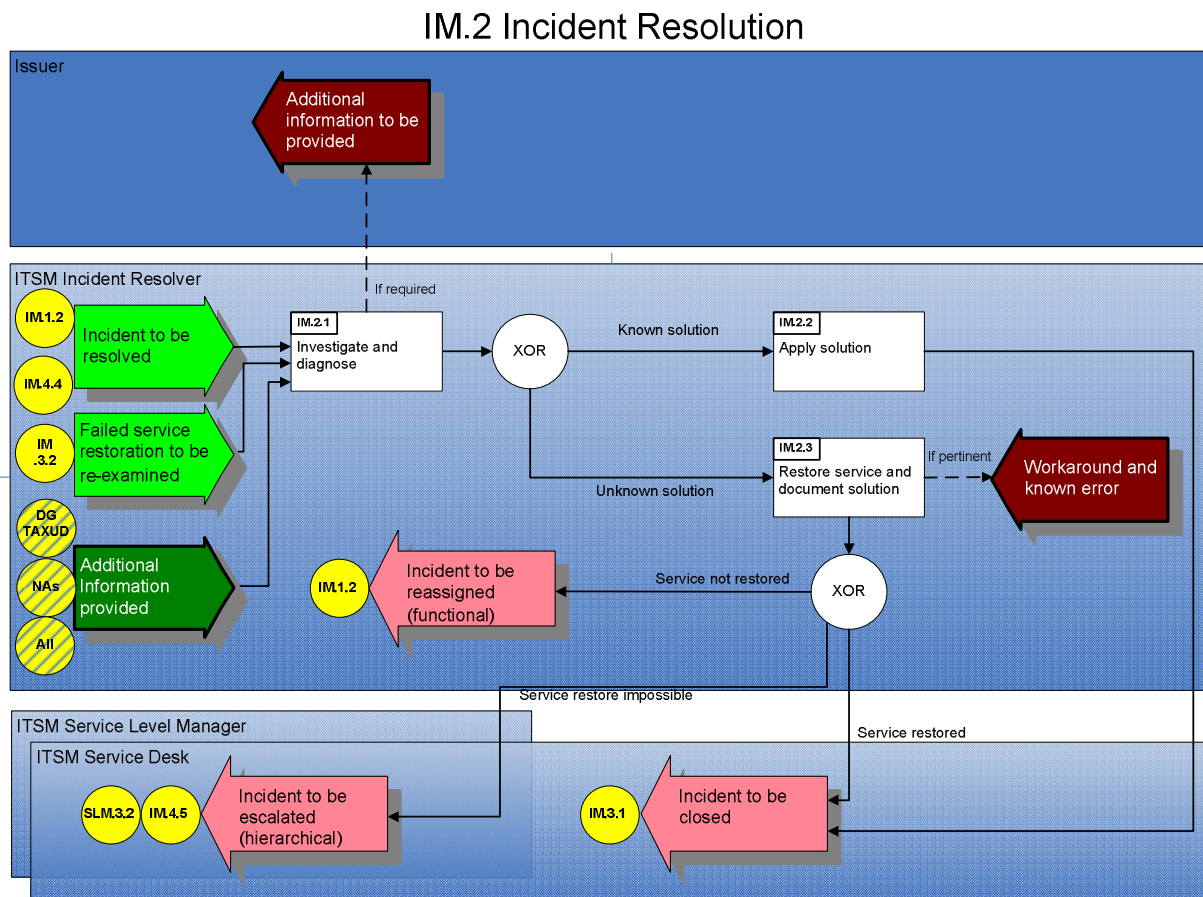 IM.2 Incident Resolution
Issuer
Additional
information to be
provided
If required
ITSM Incident Resolver
IM.1.2
Incident to be
resolved
IM.4.4
IM
.3.2
Failed service
restoration to be
re-examined
DG
TAXUD
NAs
All
Additional
Information
provided
IM.2.1
Investigate and
diagnose
XOR
Known solution
IM.2.2
Apply solution
Unknown solution
IM.2.3
Restore service and
document solution
If pertinent
Workaround and
known error
XOR
Service not restored
IM.1.2
Incident to be
reassigned
(functional)
Service restore impossible
Service restored
ITSM Service Level Manager
ITSM Service Desk
SLM.3.2
IM.4.5
Incident to be
escalated
(hierarchical)
IM.3.1
Incident to be
closed